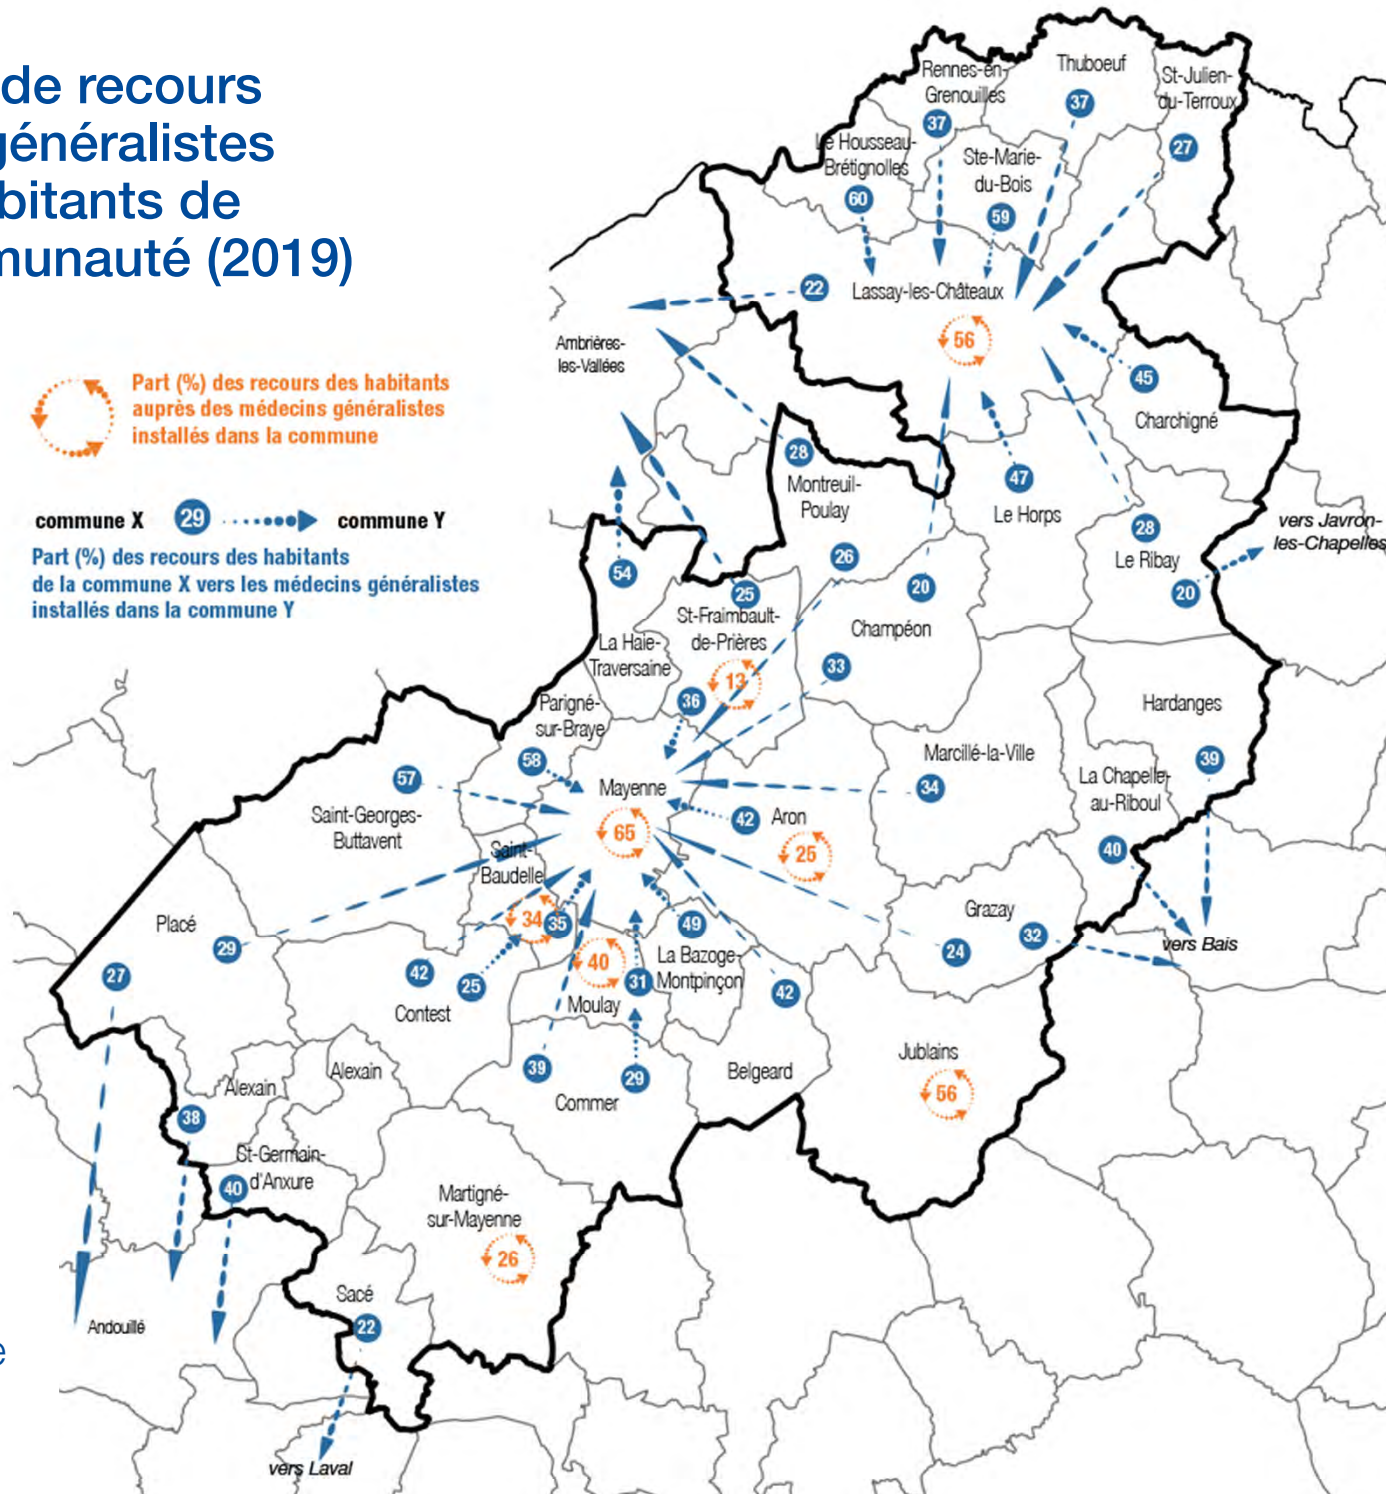 de recours
généralistes
bitants de
munauté (2019)
Part (%) des recours des habitants
auprès des médecins généralistes
installés dans la commune
commune X 29 commune Y
Part (%) des recours des habitants
de la commune X vers les médecins généralistes
installés dans la commune Y
Rennes-en-
Grenouilles
37
Thuboeuf
37
St-Julien-
du-Terroux
27
Le Housseau-
Brétignolles
60
Ste-Marie-
du-Bois
59
22
Lassay-les-Châteaux
56
Ambrières-
les-Vallées
45
Charchigné
28
Montreuil-
Poulay
26
47
Le Horps
28
Le Ribay
20
vers Javron-
les-Chapelles
54
La Haie-
Traversaine
25
St-Fraimbault-
de-Prières
13
36
20
Champéon
33
Hardanges
39
Parigné-
sur-Braye
58
57
Saint-Georges-
Buttavent
Mayenne
65
42
Aron
25
Marcillé-la-Ville
34
La Chapelle-
au-Riboul
40
Saint-
Baudelle
34
35
Placé
29
27
42
25
Contest
40
Moulay
31
49
La Bazoge-
Montpinçon
42
Belgeard
Grazay
24
32
vers Bais
Jublains
56
39
29
Commer
Alexain
Alexain
38
St-Germain-
d'Anxure
40
Martigné-
sur-Mayenne
26
Sacé
22
Andouillé
e
vers Laval